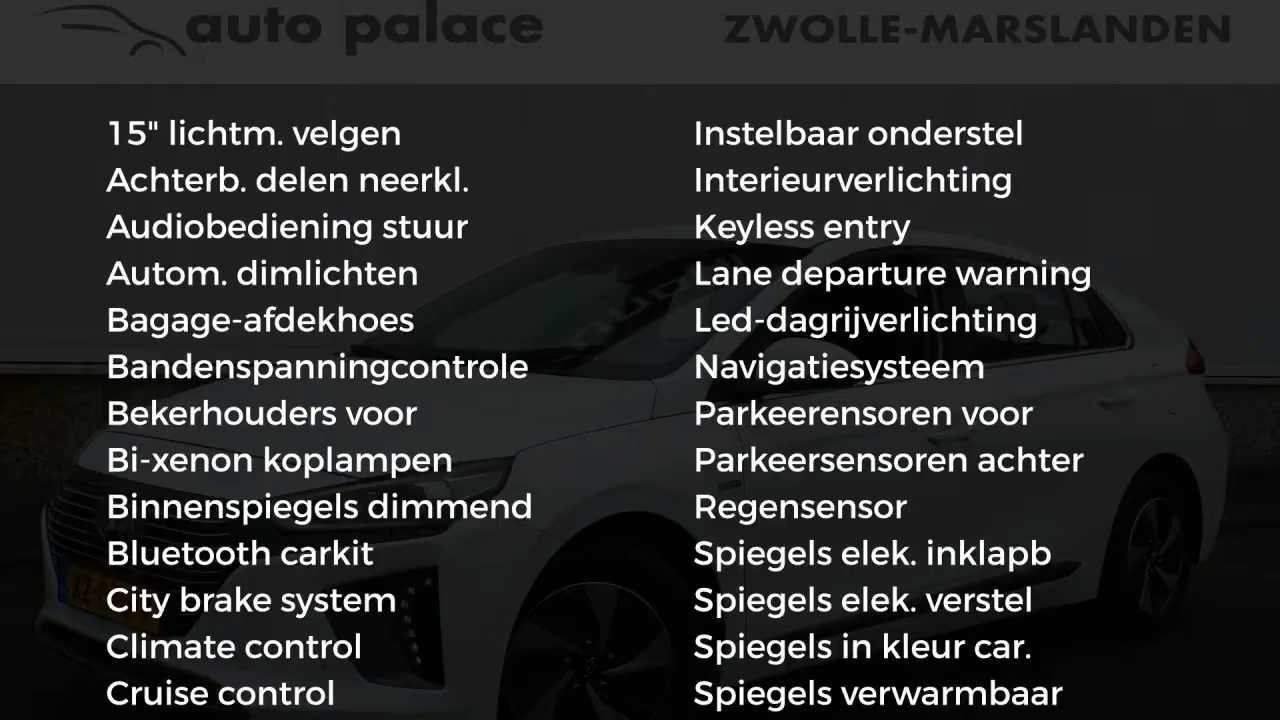 auto palace
ZWOLLE-MARSLANDEN
15" lichtm. velgen
Achterb. delen neerkl.
Audiobediening stuur
Autom. dimlichten
Bagage-afdekhoes
Bandenspanningcontrole
Bekerhouders voor
Bi-xenon koplampen
Binnenspiegels dimmend
Bluetooth carkit
City brake system
Climate control
Cruise control
Instelbaar onderstel
Interieurverlichting
Keyless entry
Lane departure warning
Led-dagrijverlichting
Navigatiesysteem
Parkeerensoren voor
Parkeersensoren achter
Regensensor
Spiegels elek. inklapb
Spiegels elek. verstel
Spiegels in kleur car.
Spiegels verwarmbaar